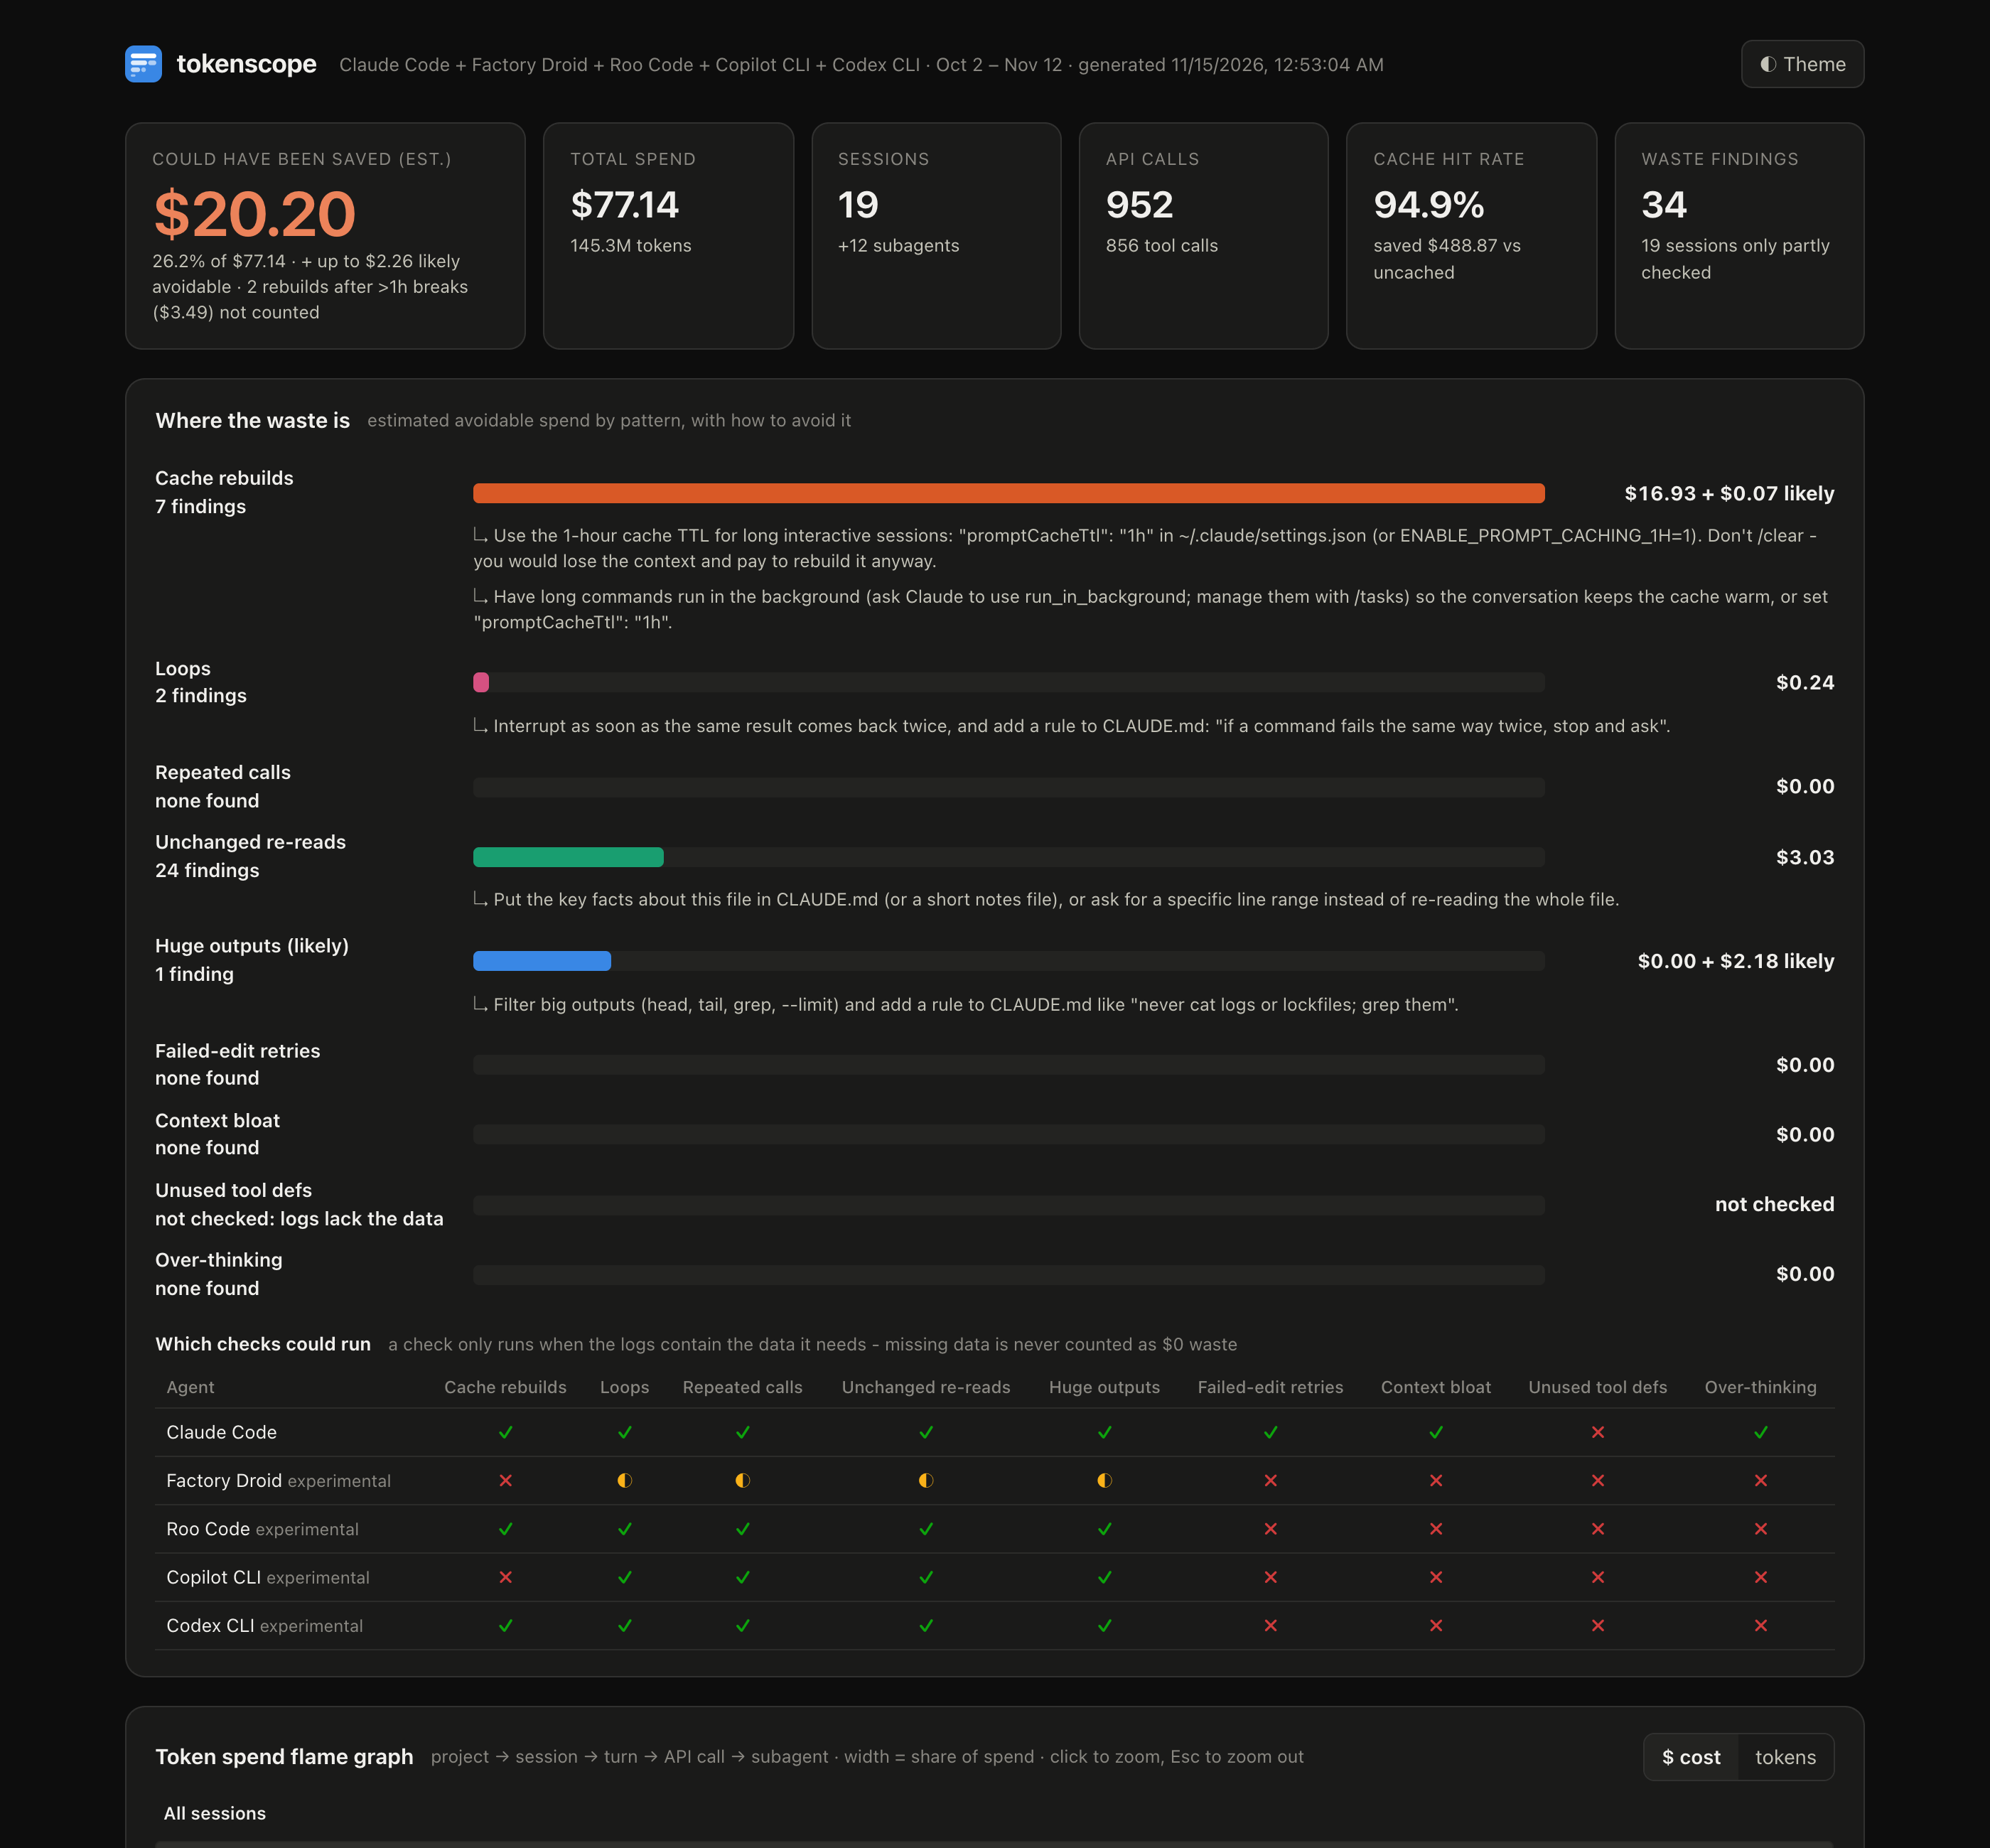 tokenscope Claude Code + Factory Droid + Roo Code + Copilot CLI + Codex CLI · Oct 2 – Nov 12 · generated 11/15/2026, 12:53:04 AM
◐ Theme
COULD HAVE BEEN SAVED (EST.)
$20.20
26.2% of $77.14 · + up to $2.26 likely
avoidable · 2 rebuilds after >1h breaks
($3.49) not counted
TOTAL SPEND
$77.14
145.3M tokens
SESSIONS
19
+12 subagents
API CALLS
952
856 tool calls
CACHE HIT RATE
94.9%
saved $488.87 vs
uncached
WASTE FINDINGS
34
19 sessions only partly
checked
Where the waste is estimated avoidable spend by pattern, with how to avoid it
Cache rebuilds
7 findings
$16.93 + $0.07 likely
Use the 1-hour cache TTL for long interactive sessions: "promptCacheTtl": "1h" in ~/.claude/settings.json (or ENABLE_PROMPT_CACHING_1H=1). Don't /clear -
you would lose the context and pay to rebuild it anyway.
Have long commands run in the background (ask Claude to use run_in_background; manage them with /tasks) so the conversation keeps the cache warm, or set
"promptCacheTtl": "1h".
Loops
2 findings
$0.24
Interrupt as soon as the same result comes back twice, and add a rule to CLAUDE.md: "if a command fails the same way twice, stop and ask".
Repeated calls
none found
$0.00
Unchanged re-reads
24 findings
$3.03
Put the key facts about this file in CLAUDE.md (or a short notes file), or ask for a specific line range instead of re-reading the whole file.
Huge outputs (likely)
1 finding
$0.00 + $2.18 likely
Filter big outputs (head, tail, grep, --limit) and add a rule to CLAUDE.md like "never cat logs or lockfiles; grep them".
Failed-edit retries
none found
$0.00
Context bloat
none found
$0.00
Unused tool defs
not checked: logs lack the data
not checked
Over-thinking
none found
$0.00
Which checks could run a check only runs when the logs contain the data it needs - missing data is never counted as $0 waste
Agent Cache rebuilds Loops Repeated calls Unchanged re-reads Huge outputs Failed-edit retries Context bloat Unused tool defs Over-thinking
Claude Code ✓ ✓ ✓ ✓ ✓ ✓ ✓ ✕ ✓
Factory Droid experimental ✕ ◐ ◐ ◐ ◐ ✕ ✕ ✕ ✕
Roo Code experimental ✓ ✓ ✓ ✓ ✓ ✕ ✕ ✕ ✕
Copilot CLI experimental ✕ ✓ ✓ ✓ ✓ ✕ ✕ ✕ ✕
Codex CLI experimental ✓ ✓ ✓ ✓ ✓ ✕ ✕ ✕ ✕
Token spend flame graph project → session → turn → API call → subagent · width = share of spend · click to zoom, Esc to zoom out
$ cost tokens
All sessions